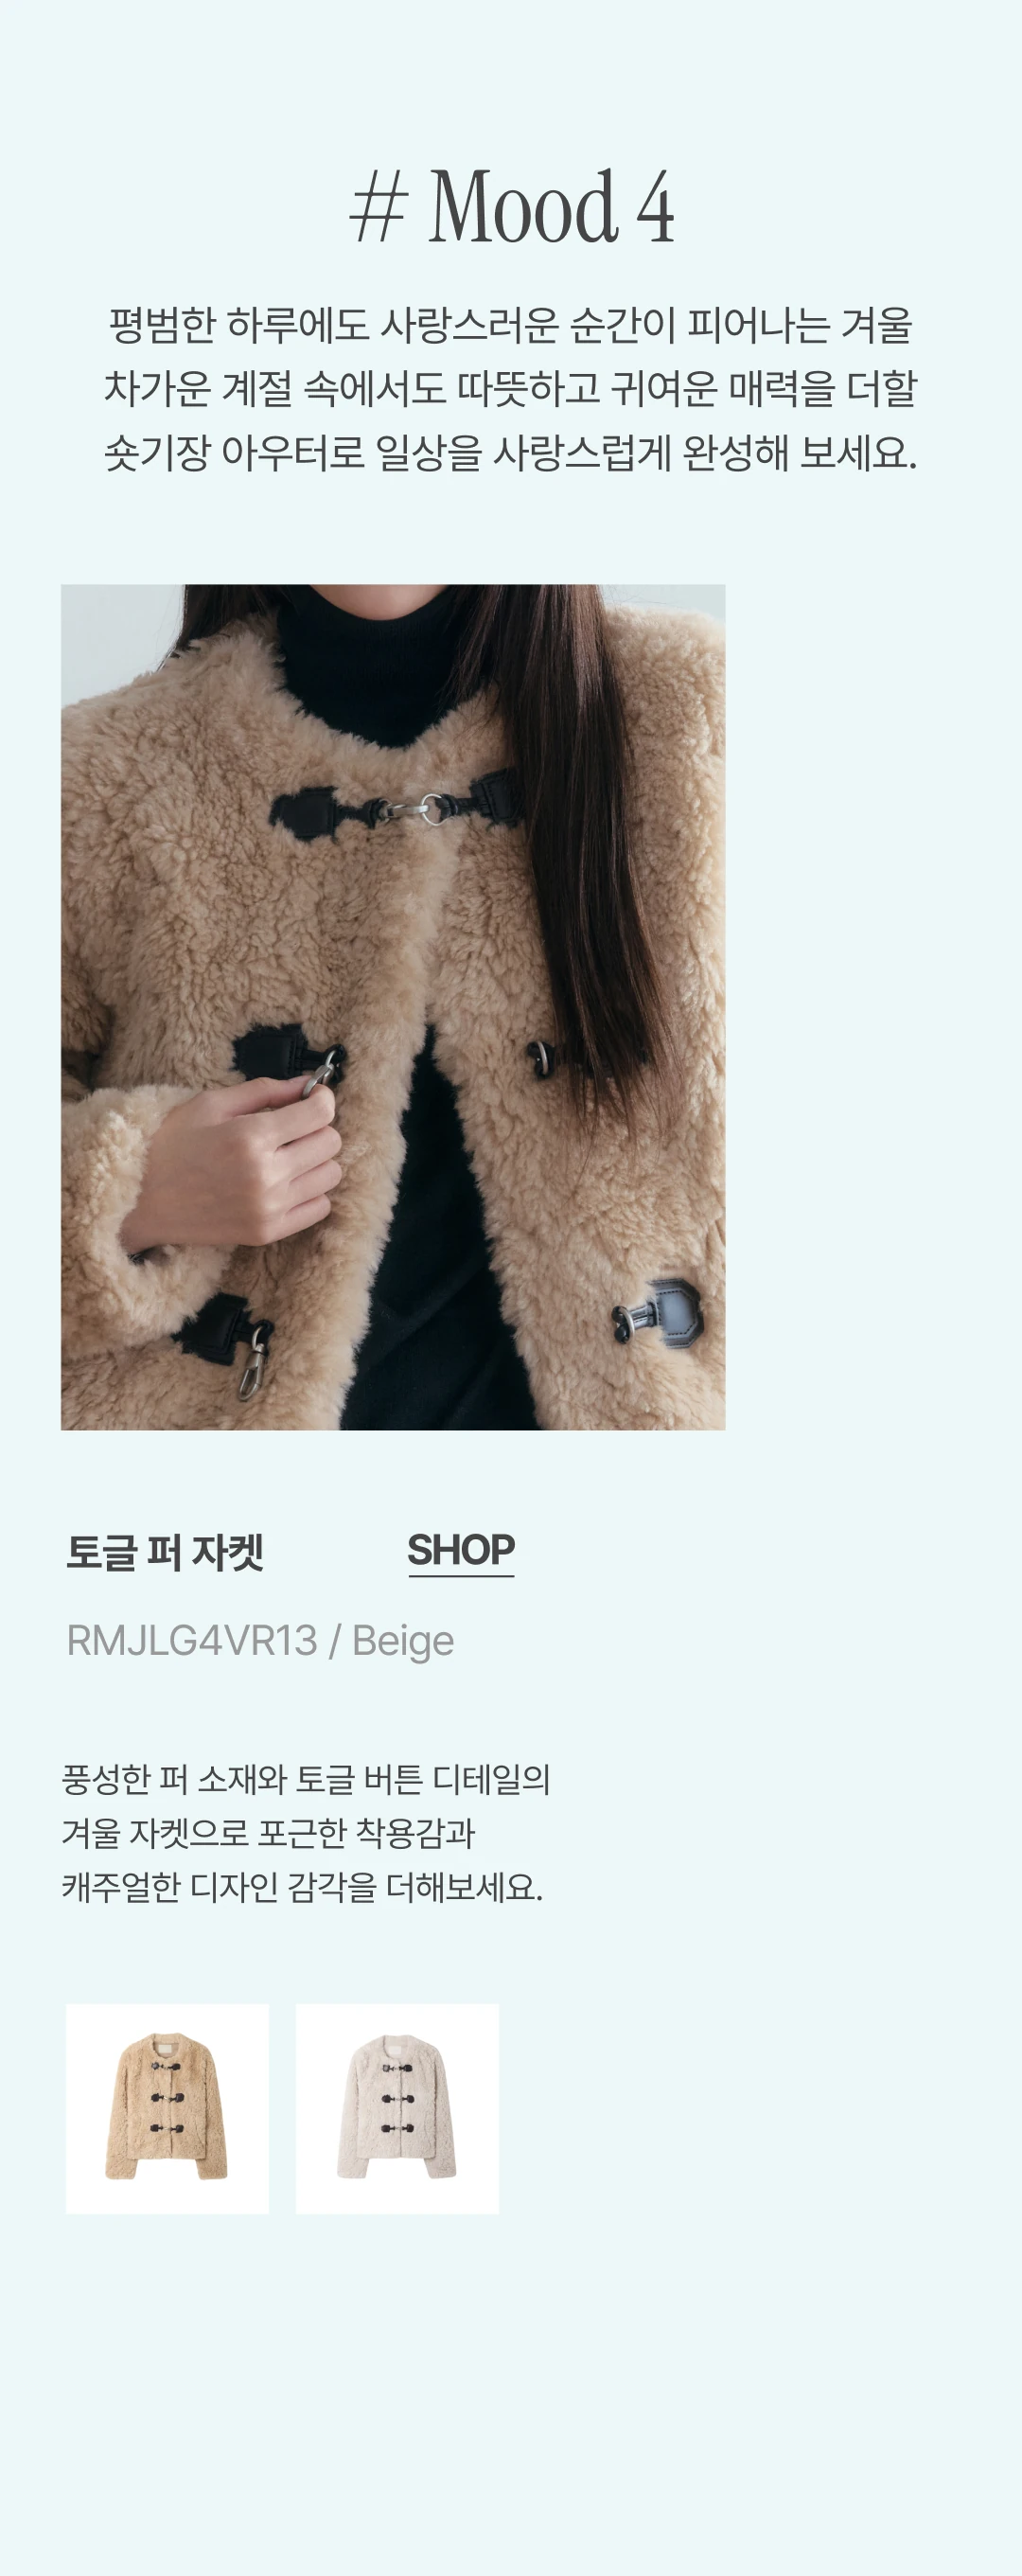 # Mood 4
평범한 하루에도 사랑스러운 순간이 피어나는 겨울
차가운 계절 속에서도 따뜻하고 귀여운 매력을 더할
숏기장 아우터로 일상을 사랑스럽게 완성해 보세요.
토글 퍼 자켓
SHOP
RMJLG4VR13 / Beige
풍성한 퍼 소재와 토글 버튼 디테일의
겨울 자켓으로 포근한 착용감과
캐주얼한 디자인 감각을 더해보세요.